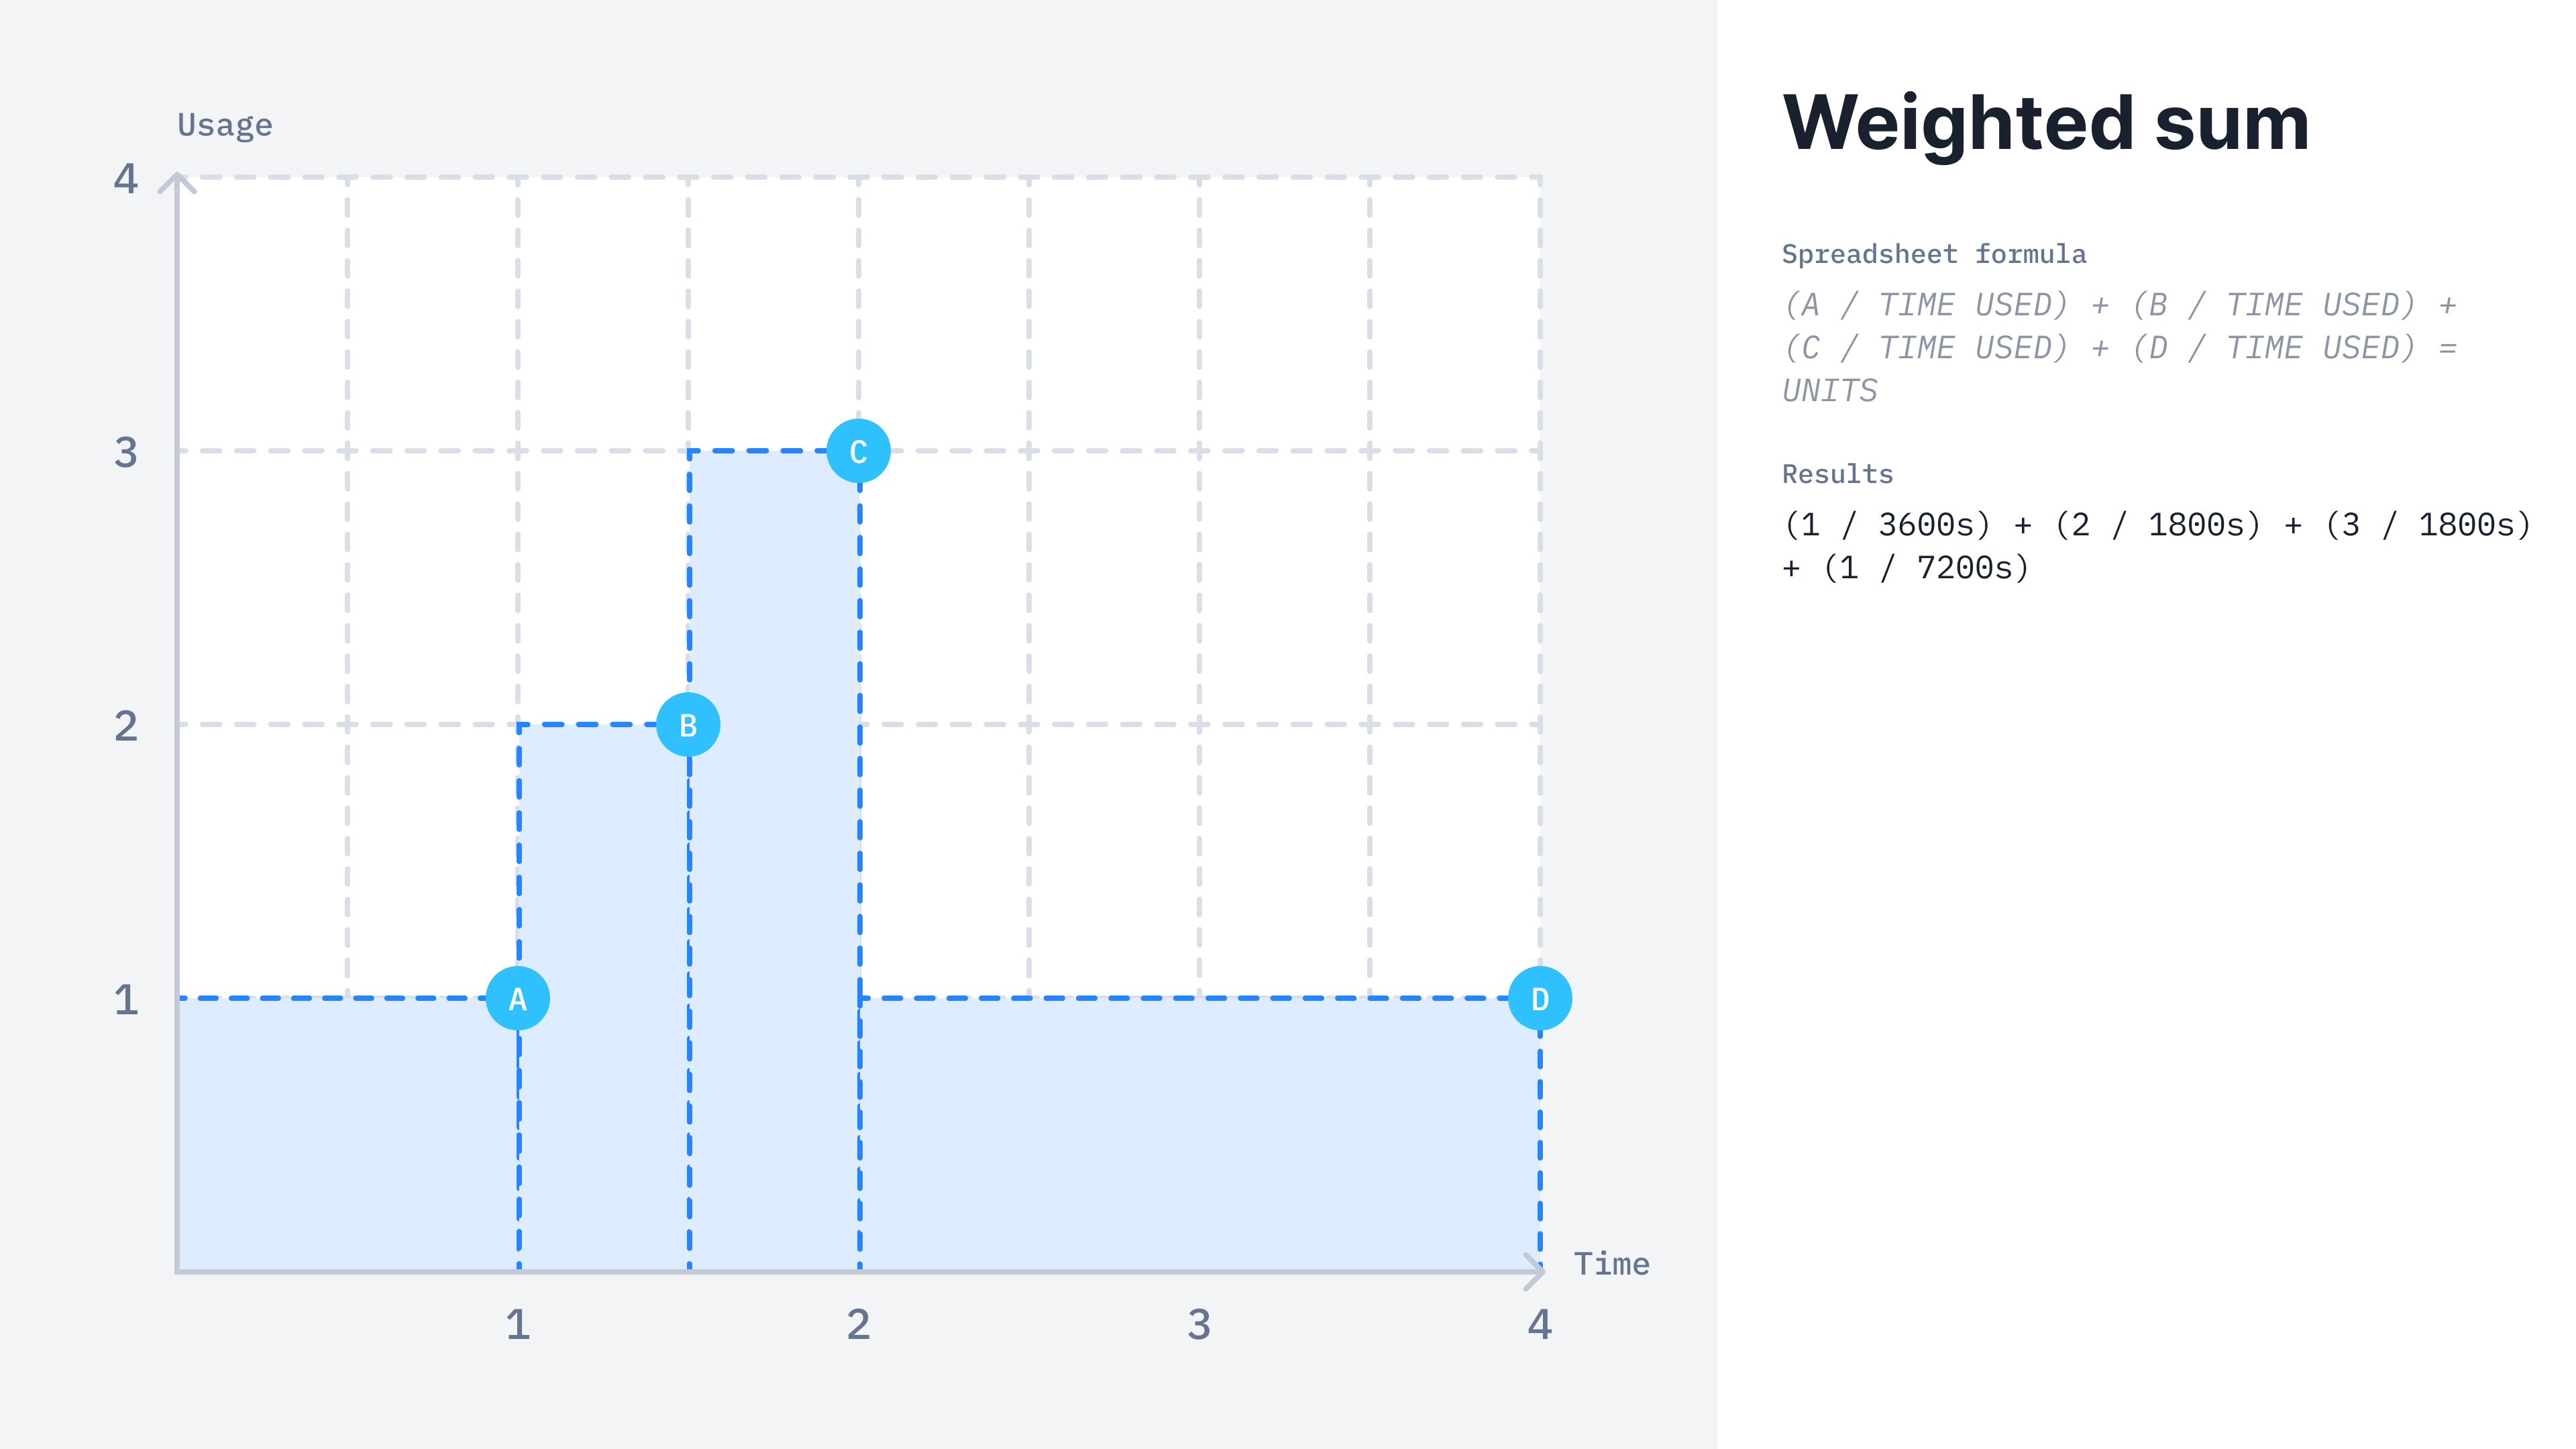 Usage
4
3
2
1
C
B
A
D
Time
1
2
3
4
Weighted sum
Spreadsheet formula
(A / TIME USED) + (B / TIME USED) +
(C / TIME USED) + (D / TIME USED) =
UNITS
Results
(1 / 3600s) + (2 / 1800s) + (3 / 1800s)
+ (1 / 7200s)